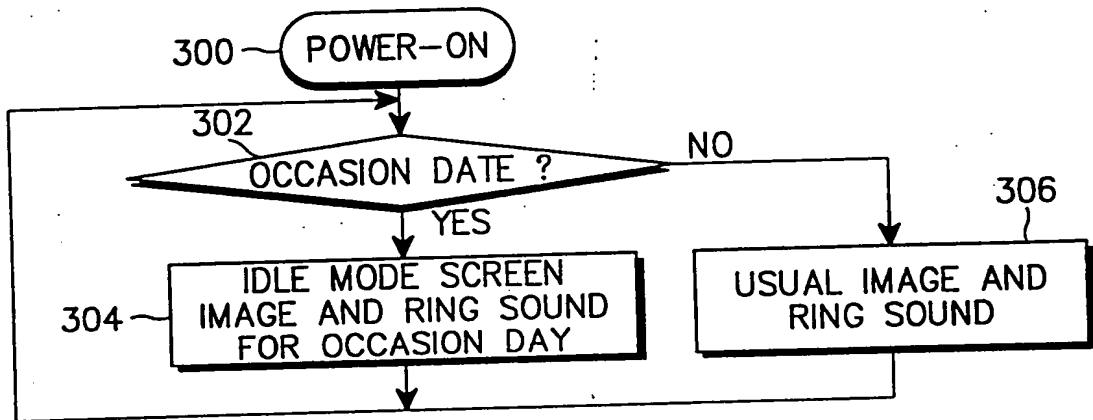 300
POWER-ON
302
OCCASION DATE ?
NO
YES
306
304
IDLE MODE SCREEN
IMAGE AND RING SOUND
FOR OCCASION DAY
USUAL IMAGE AND
RING SOUND